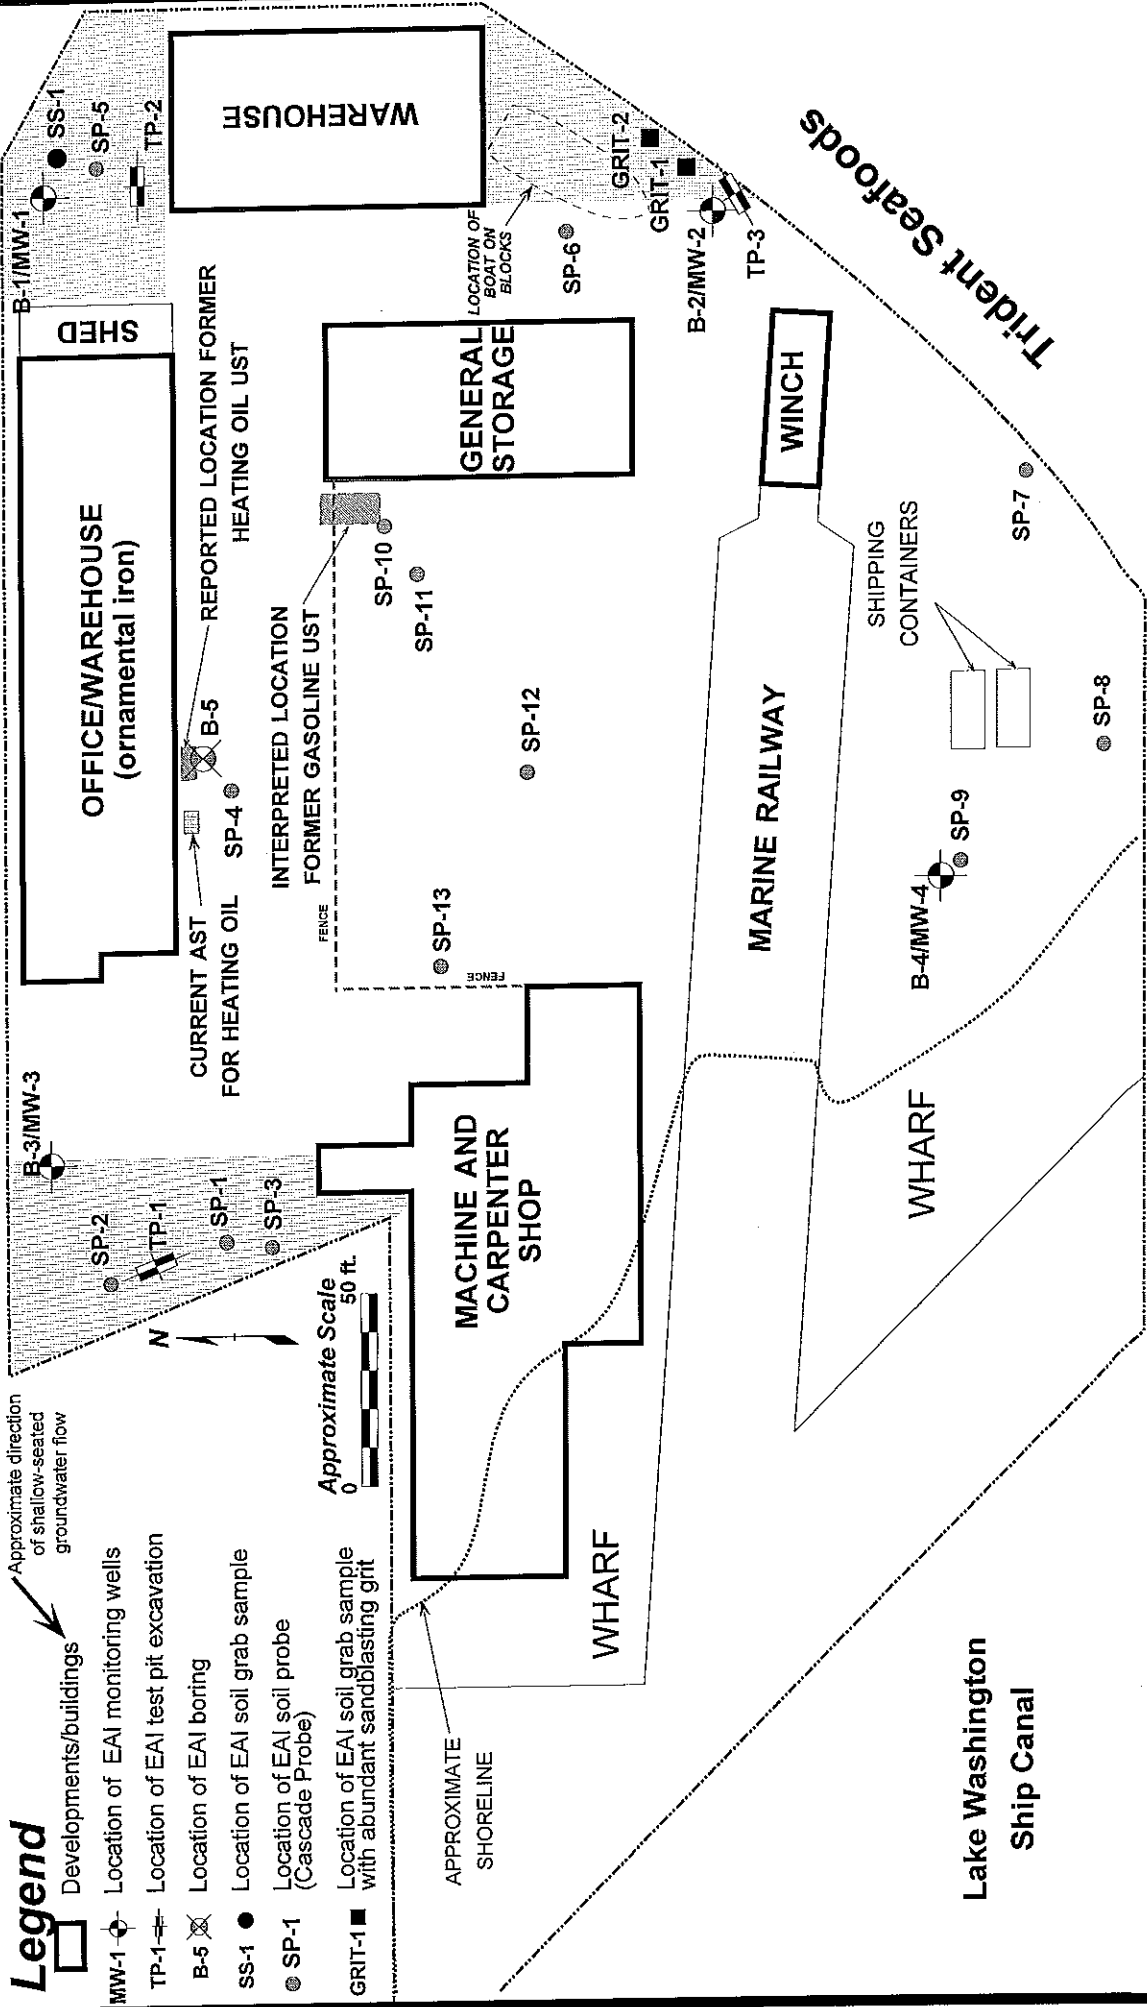 Legend
Developments/buildings
Approximate direction
of shallow-seated
groundwater flow
MW-1 Location of EAI monitoring wells
TP-1 Location of EAI test pit excavation
B-5 Location of EAI boring
SS-1 Location of EAI soil grab sample
SP-1 Location of EAI soil probe
(Cascade Probe)
GRIT-1 Location of EAI soil grab sample
with abundant sandblasting grit
N
Approximate Scale
0 50 ft.
APPROXIMATE
SHORELINE
WHARF
Lake Washington
Ship Canal
B-3/MW-3
SP-2
TP-1
SP-1
SP-3
MACHINE AND
CARPENTER
SHOP
OFFICE/WAREHOUSE
(ornamental iron)
SHED
CURRENT AST
FOR HEATING OIL
SP-4
B-5
REPORTED LOCATION FORMER
HEATING OIL UST
INTERPRETED LOCATION
FORMER GASOLINE UST
FENCE
FENCE
SP-13
SP-12
SP-11
SP-10
GENERAL
STORAGE
B-1/MW-1
SS-1
SP-5
TP-2
WAREHOUSE
LOCATION OF
BOAT ON
BLOCKS
SP-6
GRIT-2
GRIT-1
B-2/MW-2
TP-3
WINCH
MARINE RAILWAY
SHIPPING
CONTAINERS
SP-7
SP-8
SP-9
B-4/MW-4
WHARF
Trident Seafoods